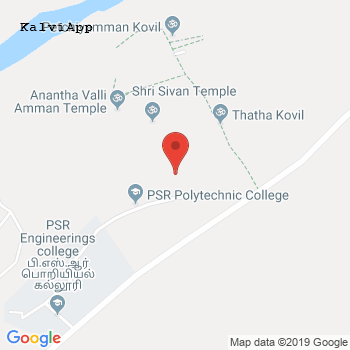 KalviApp
amman Kovil
Anantha Valli
Amman Temple
Shri Sivan Temple
Thatha Kovil
PSR Polytechnic College
PSR
Engineerings
college
பி.எஸ்.ஆர்
பொறியியல்
கல்லூரி
Google
Map data ©2019 Google